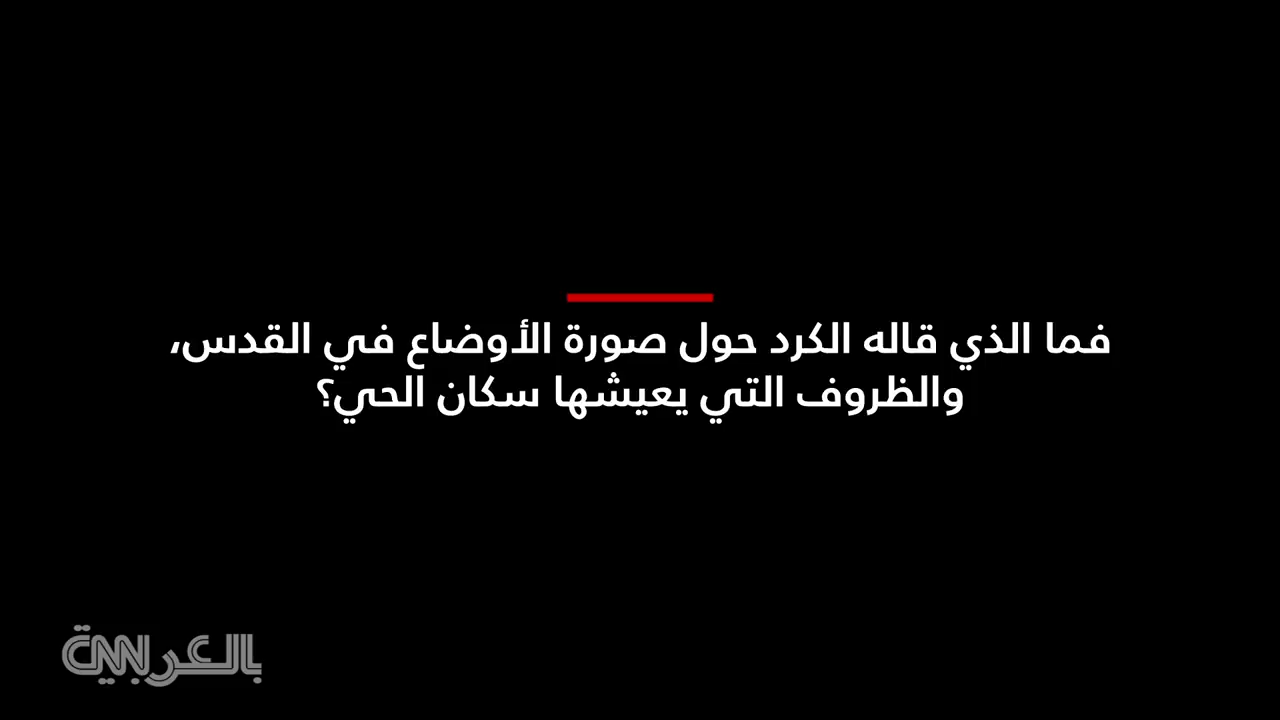 فما الذي قاله الكرد حول صورة الأوضاع في القدس،
والظروف التي يعيشها سكان الحي؟
CNN بالعربية